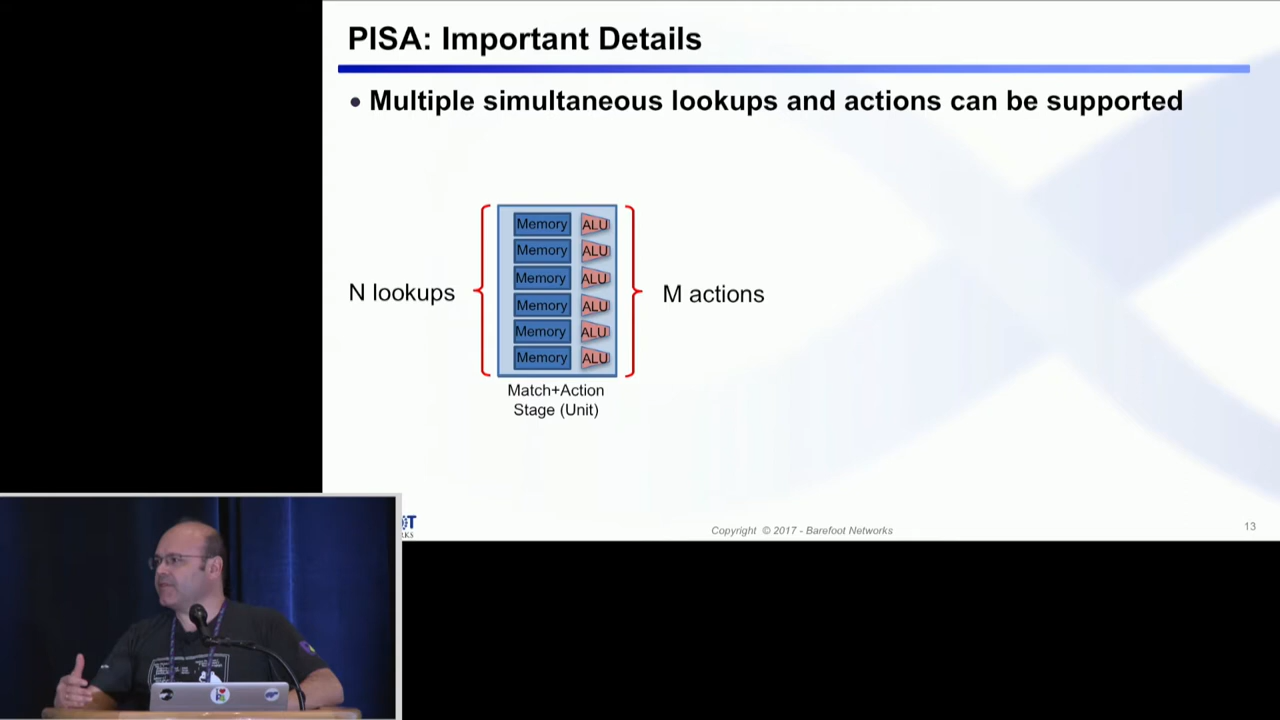 PISA: Important Details
• Multiple simultaneous lookups and actions can be supported
N lookups
Memory ALU
Memory ALU
Memory ALU
Memory ALU
Memory ALU
Memory ALU
M actions
Match+Action
Stage (Unit)
Copyright © 2017 - Barefoot Networks
13